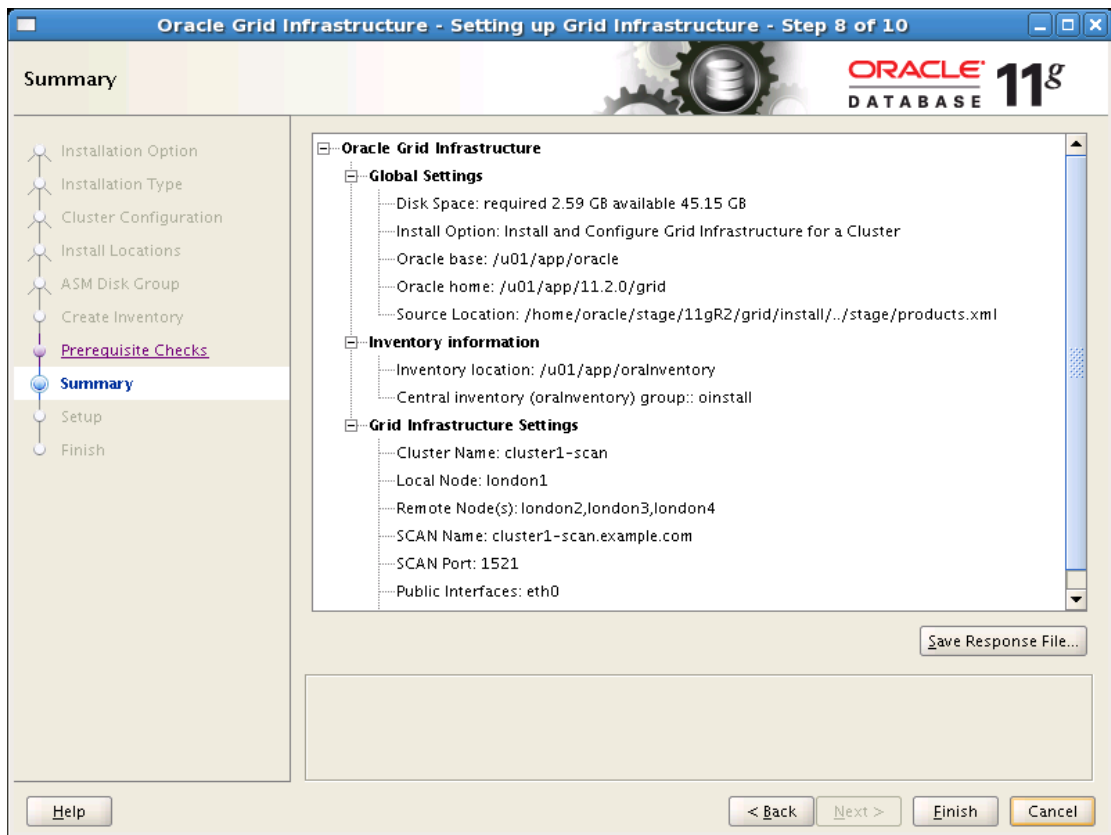 Oracle Grid Infrastructure - Setting up Grid Infrastructure - Step 8 of 10
Summary
ORACLE
DATABASE
11g
Installation Option
Installation Type
Cluster Configuration
Install Locations
ASM Disk Group
Create Inventory
Prerequisite Checks
Summary
Setup
Finish
Oracle Grid Infrastructure
Global Settings
Disk Space: required 2.59 GB available 45.15 GB
Install Option: Install and Configure Grid Infrastructure for a Cluster
Oracle base: /u01/app/oracle
Oracle home: /u01/app/11.2.0/grid
Source Location: /home/oracle/stage/11gR2/grid/install/../stage/products.xml
Inventory information
Inventory location: /u01/app/oraInventory
Central inventory (oraInventory) group:: oinstall
Grid Infrastructure Settings
Cluster Name: cluster1-scan
Local Node: london1
Remote Node(s): london2,london3,london4
SCAN Name: cluster1-scan.example.com
SCAN Port: 1521
Public Interfaces: eth0
Save Response File...
Help
< Back
Next >
Finish
Cancel